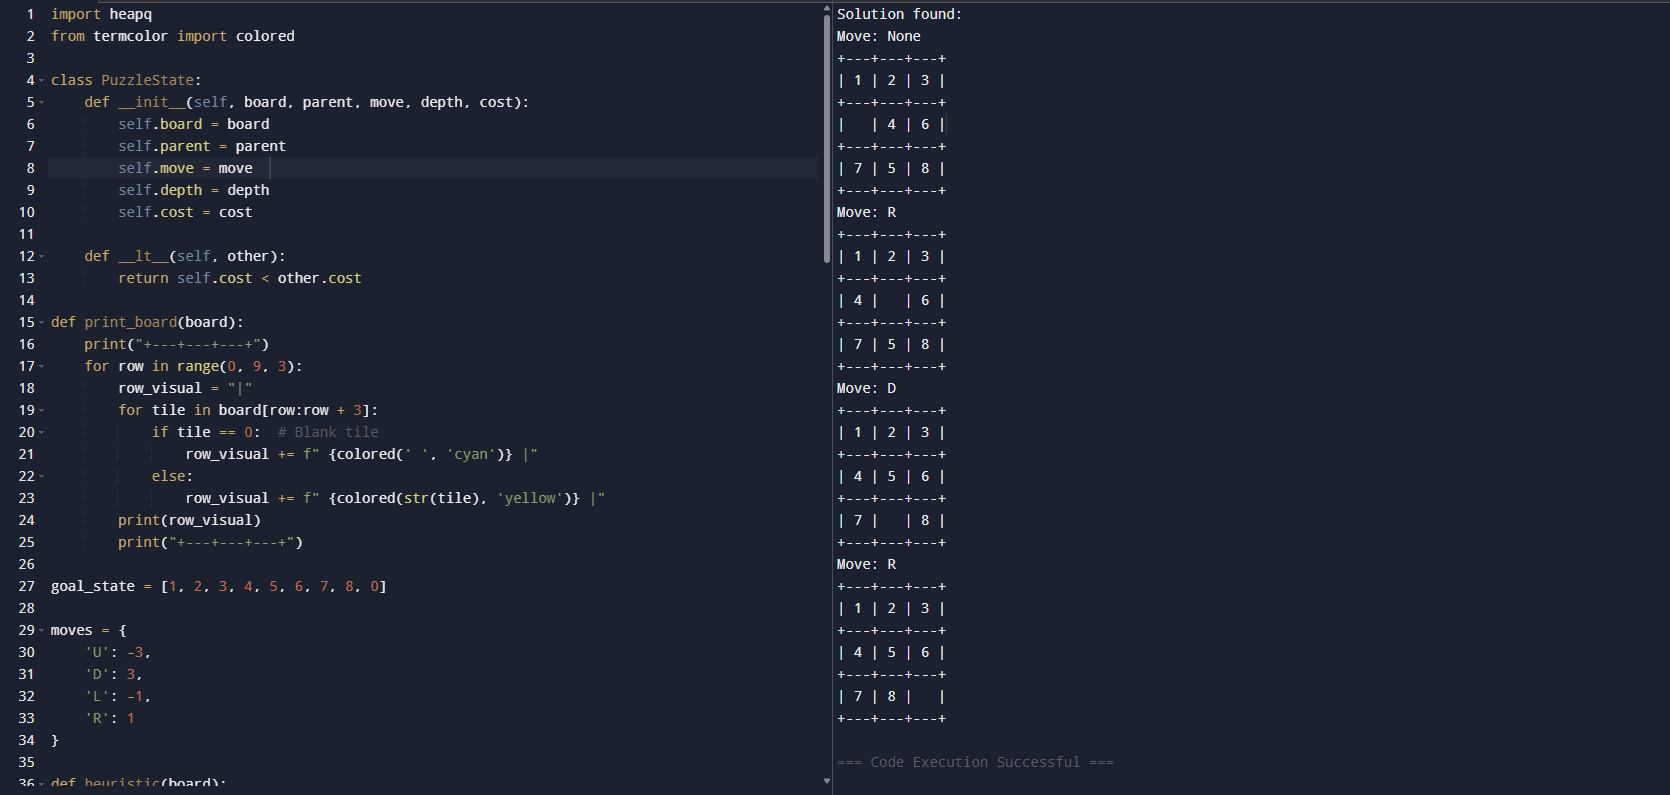 1 import heapq
2 from termcolor import colored
3
4 class PuzzleState:
5     def __init__(self, board, parent, move, depth, cost):
6         self.board = board
7         self.parent = parent
8         self.move = move
9         self.depth = depth
10         self.cost = cost
11
12     def __lt__(self, other):
13         return self.cost < other.cost
14
15 def print_board(board):
16     print("+---+---+---+")
17     for row in range(0, 9, 3):
18         row_visual = "|"
19         for tile in board[row:row + 3]:
20             if tile == 0:  # Blank tile
21                 row_visual += f" {colored(' ', 'cyan')} |"
22             else:
23                 row_visual += f" {colored(str(tile), 'yellow')} |"
24         print(row_visual)
25         print("+---+---+---+")
26
27 goal_state = [1, 2, 3, 4, 5, 6, 7, 8, 0]
28
29 moves = {
30     'U': -3,
31     'D': 3,
32     'L': -1,
33     'R': 1
34 }
35
36 def heuristic(board):
Solution found:
Move: None
+---+---+---+
| 1 | 2 | 3 |
+---+---+---+
|   | 4 | 6 |
+---+---+---+
| 7 | 5 | 8 |
+---+---+---+
Move: R
+---+---+---+
| 1 | 2 | 3 |
+---+---+---+
| 4 |   | 6 |
+---+---+---+
| 7 | 5 | 8 |
+---+---+---+
Move: D
+---+---+---+
| 1 | 2 | 3 |
+---+---+---+
| 4 | 5 | 6 |
+---+---+---+
| 7 |   | 8 |
+---+---+---+
Move: R
+---+---+---+
| 1 | 2 | 3 |
+---+---+---+
| 4 | 5 | 6 |
+---+---+---+
| 7 | 8 |   |
+---+---+---+
=== Code Execution Successful ===